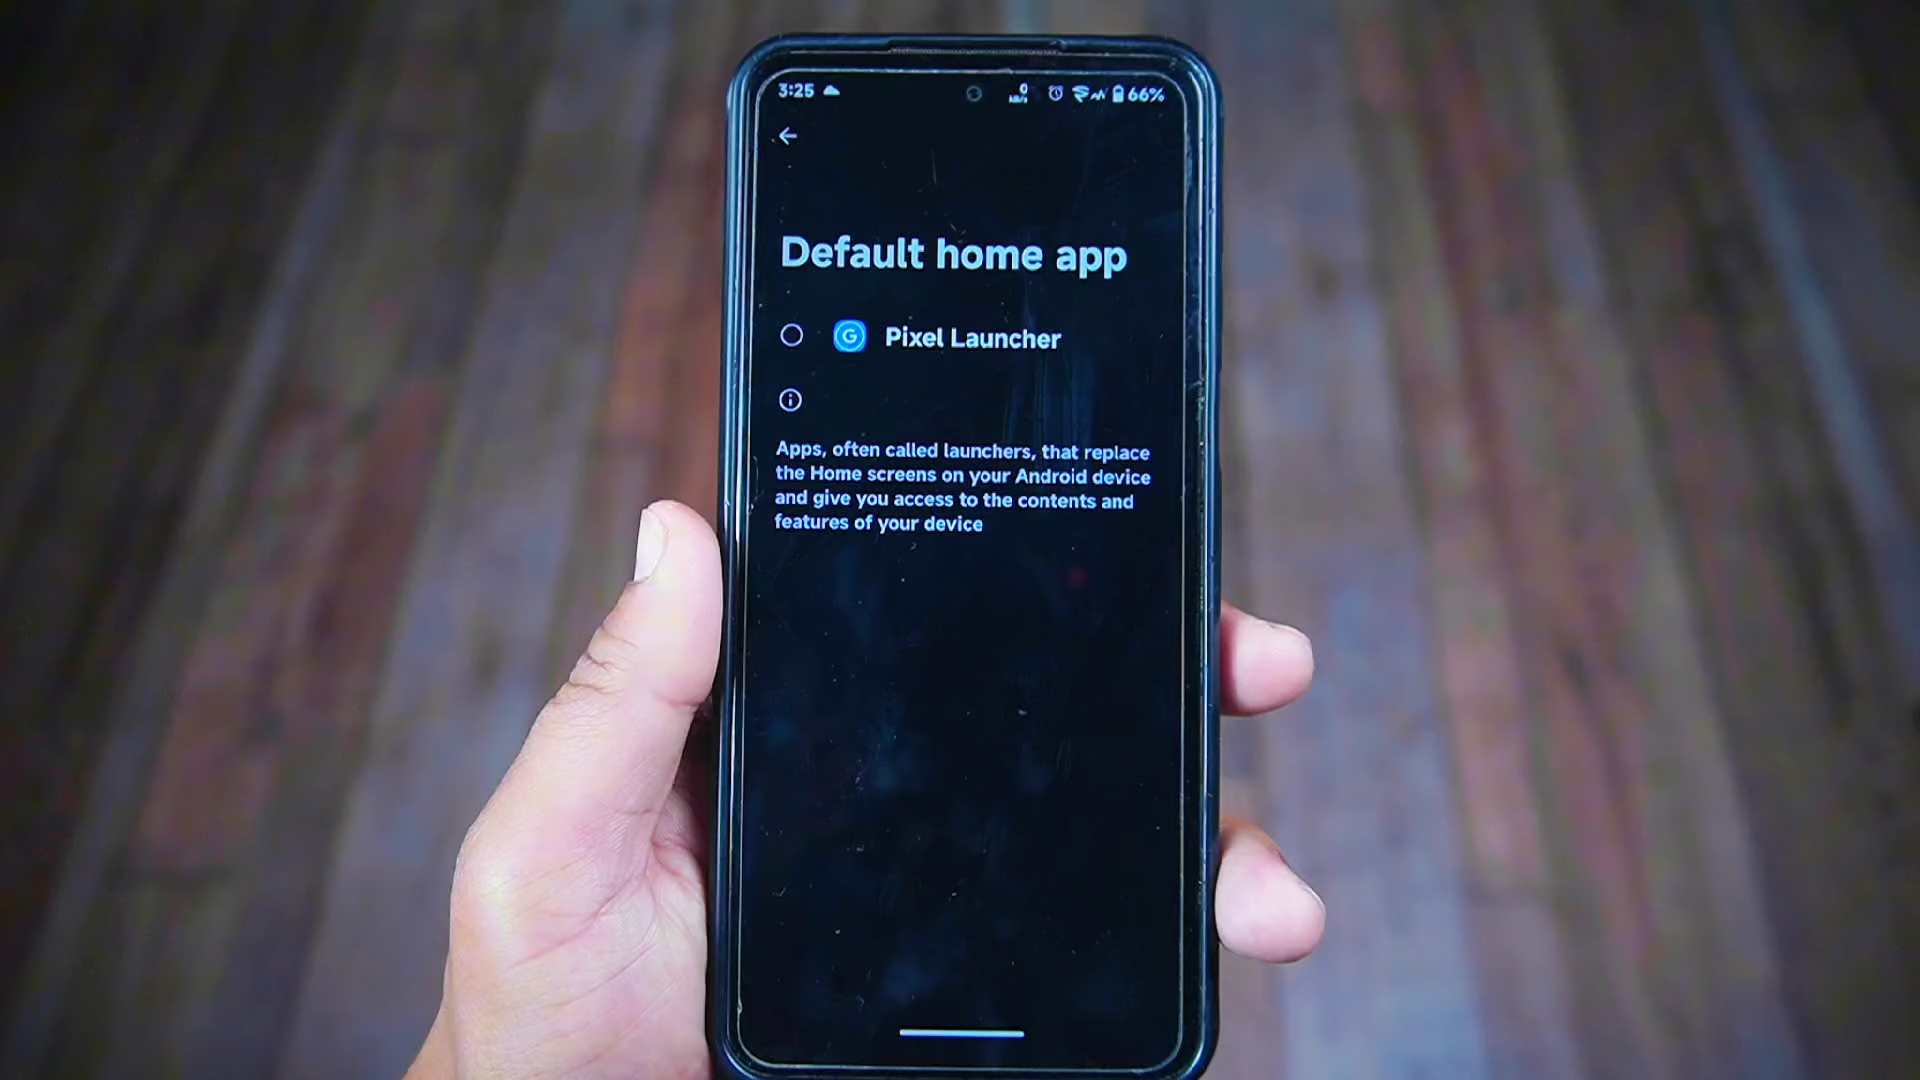 3:25 66%
Default home app
G Pixel Launcher
Apps, often called launchers, that replace
the Home screens on your Android device
and give you access to the contents and
features of your device